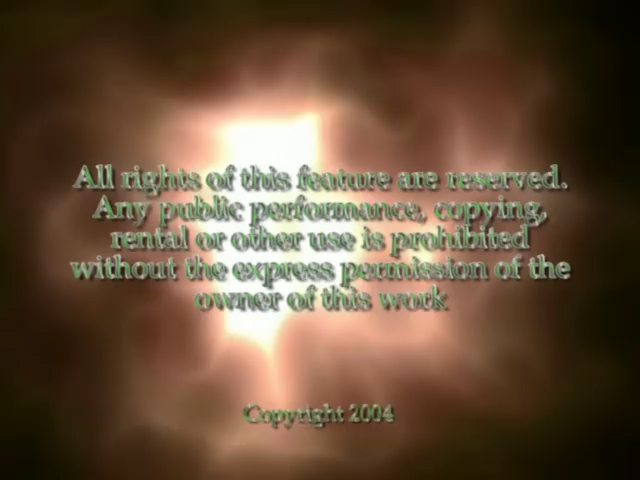 All rights of this feature are reserved.
Any public performance, copying,
rental or other use is prohibited
without the express permission of the
owner of this work
Copyright 2004